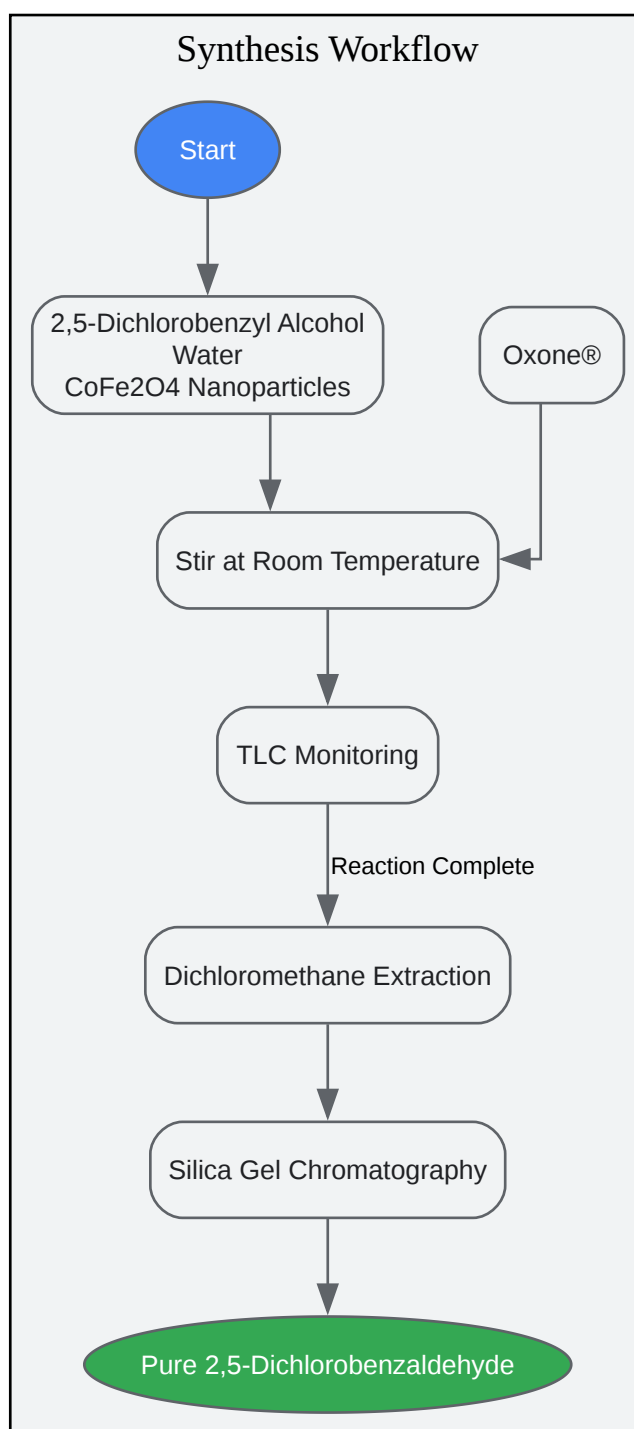 Synthesis Workflow
Start
2,5-Dichlorobenzyl Alcohol
Water
CoFe2O4 Nanoparticles
Oxone®
Stir at Room Temperature
TLC Monitoring
Reaction Complete
Dichloromethane Extraction
Silica Gel Chromatography
Pure 2,5-Dichlorobenzaldehyde